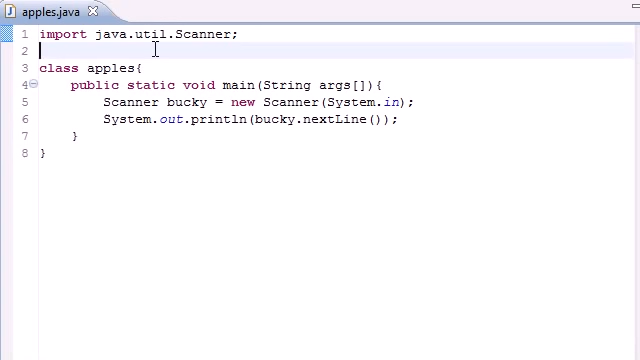 apples.java
1 import java.util.Scanner;
2
3 class apples{
4 public static void main(String args[]){
5 Scanner bucky = new Scanner(System.in);
6 System.out.println(bucky.nextLine());
7 }
8 }